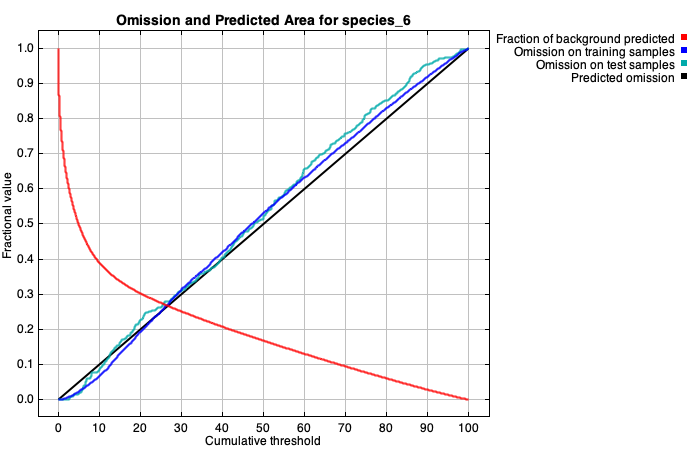 Omission and Predicted Area for species_6
Fraction of background predicted
Omission on training samples
Omission on test samples
Predicted omission
Fractional value
1.0
0.9
0.8
0.7
0.6
0.5
0.4
0.3
0.2
0.1
0.0
0 10 20 30 40 50 60 70 80 90 100
Cumulative threshold